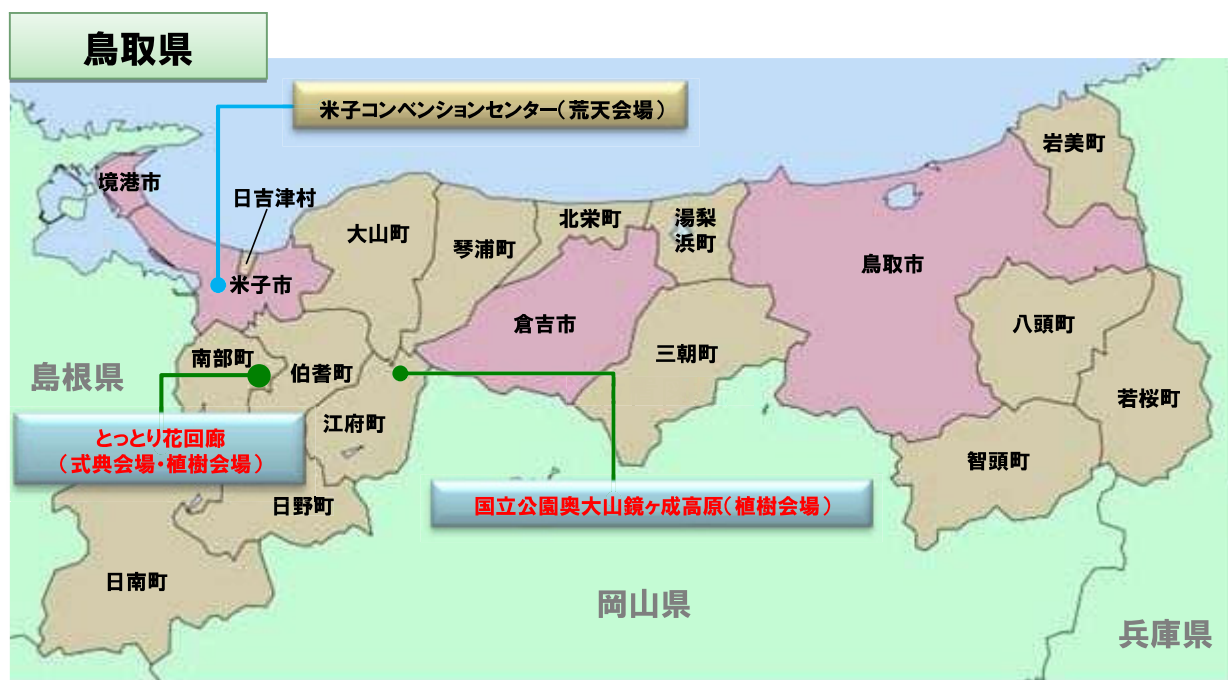 鳥取県
米子コンベンションセンター(荒天会場)
岩美町
境港市
日吉津村
大山町
北栄町
湯梨
浜町
琴浦町
鳥取市
米子市
倉吉市
八頭町
三朝町
南部町
伯耆町
島根県
若桜町
江府町
とっとり花回廊
(式典会場・植樹会場)
智頭町
日野町
国立公園奥大山鏡ヶ成高原(植樹会場)
日南町
岡山県
兵庫県